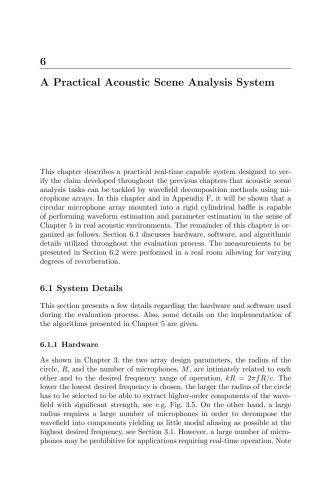 6
A Practical Acoustic Scene Analysis System
This chapter describes a practical real-time capable system designed to ver-
ify the claim developed throughout the previous chapters that acoustic scene
analysis tasks can be tackled by wavefield decomposition methods using mi-
crophone arrays. In this chapter and in Appendix F, it will be shown that a
circular microphone array mounted into a rigid cylindrical baffle is capable
of performing waveform estimation and parameter estimation in the sense of
Chapter 5 in real acoustic environments. The remainder of this chapter is or-
ganized as follows. Section 6.1 discusses hardware, software, and algorithmic
details utilized throughout the evaluation process. The measurements to be
presented in Section 6.2 were performed in a real room allowing for varying
degrees of reverberation.
6.1 System Details
This section presents a few details regarding the hardware and software used
during the evaluation process. Also, some details on the implementation of
the algorithms presented in Chapter 5 are given.
6.1.1 Hardware
As shown in Chapter 3, the two array design parameters, the radius of the
circle, R, and the number of microphones, M, are intimately related to each
other and to the desired frequency range of operation, kR = 2πfR/c. The
lower the lowest desired frequency is chosen, the larger the radius of the circle
has to be selected to be able to extract higher-order components of the wave-
field with significant strength, see e.g. Fig. 3.5. On the other hand, a large
radius requires a large number of microphones in order to decompose the
wavefield into components yielding as little modal aliasing as possible at the
highest desired frequency, see Section 3.1. However, a large number of micro-
phones may be prohibitive for applications requiring real-time operation. Note